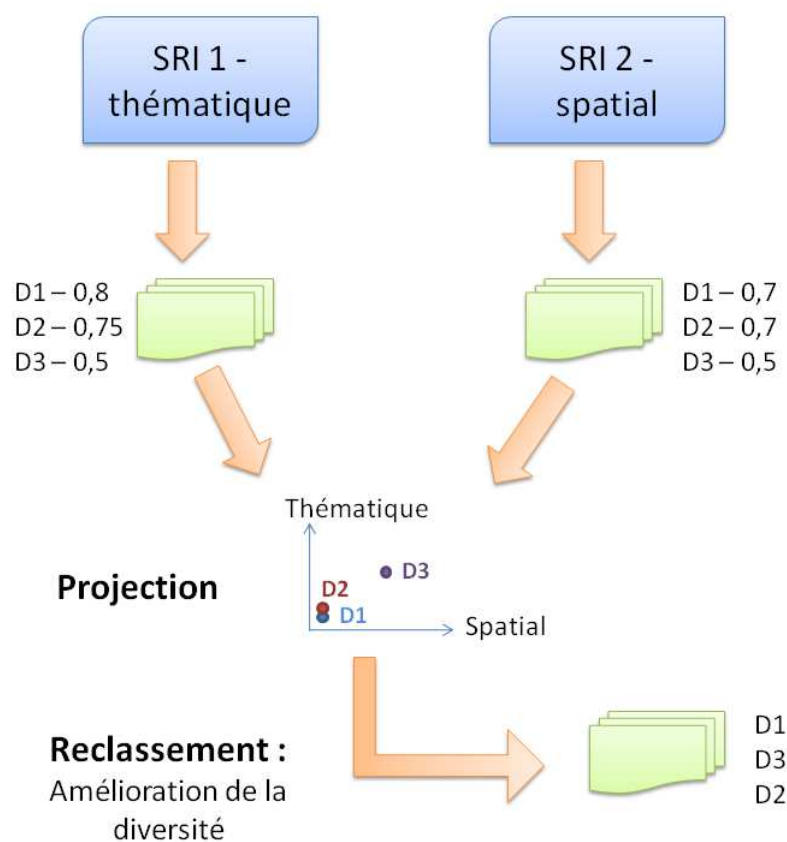 SRI 1 -
thématique
SRI 2 -
spatial
D1 – 0,8
D2 – 0,75
D3 – 0,5
D1 – 0,7
D2 – 0,7
D3 – 0,5
Thématique
Projection
D3
D2
D1
Spatial
Reclassement :
Amélioration de la
diversité
D1
D3
D2